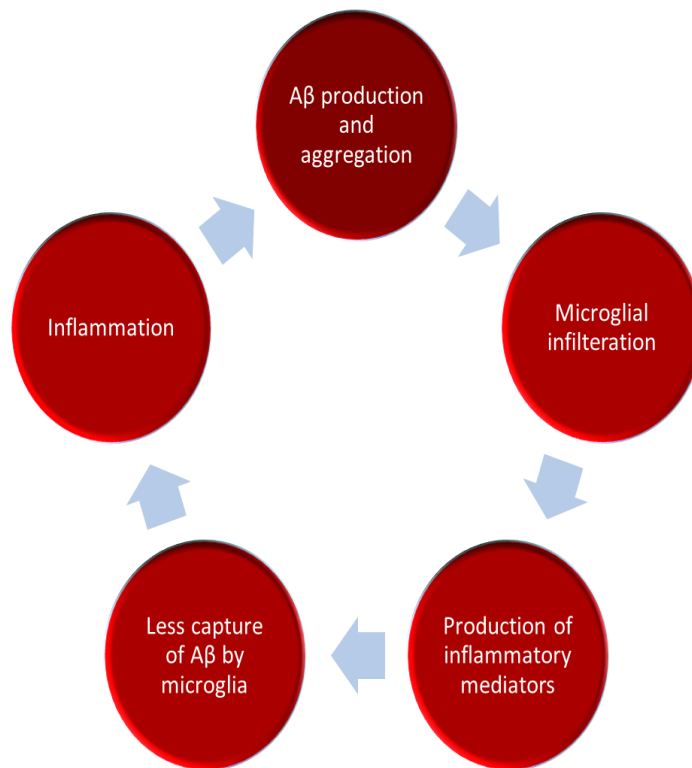 Aβ production
and
aggregation
Microglial
infilteration
Production of
inflammatory
mediators
Less capture
of Aβ by
microglia
Inflammation